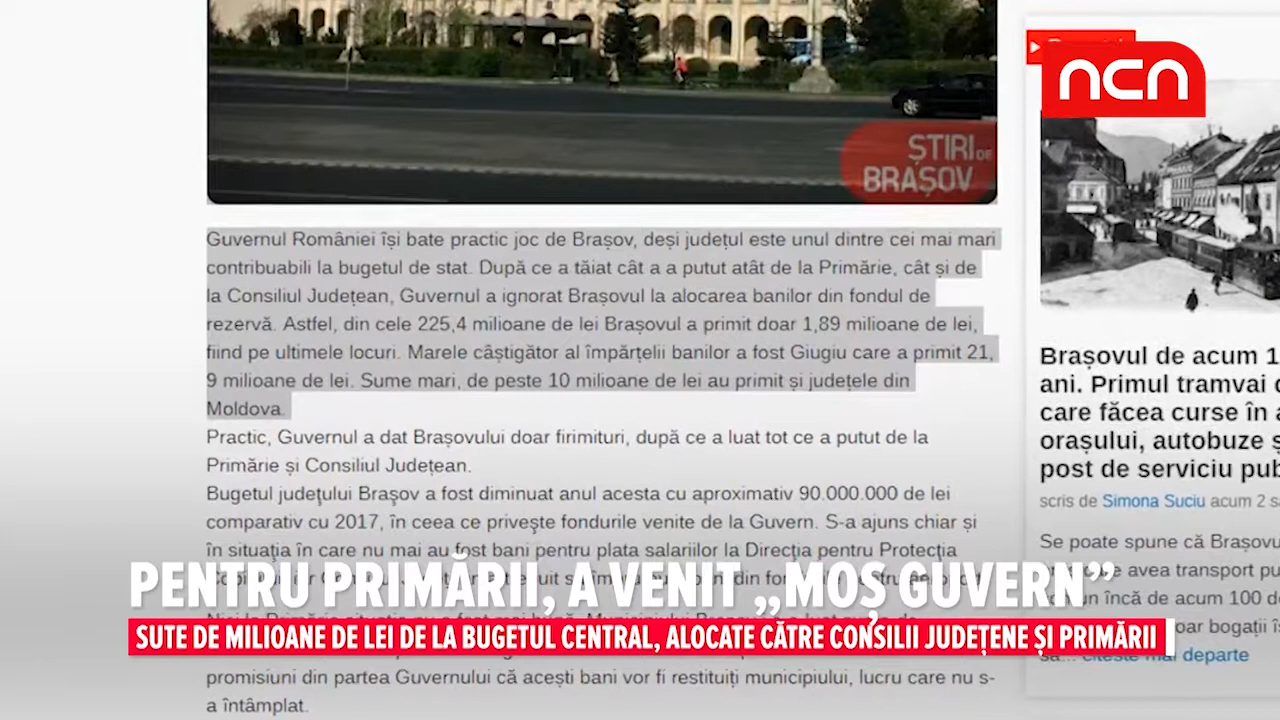 ncn
ȘTIRI DE
BRAȘOV
Guvernul României își bate practic joc de Brașov, deși județul este unul dintre cei mai mari
contribuabili la bugetul de stat. După ce a tăiat cât a a putut atât de la Primărie, cât și de
la Consiliul Județean, Guvernul a ignorat Brașovul la alocarea banilor din fondul de
rezervă. Astfel, din cele 225,4 milioane de lei Brașovul a primit doar 1,89 milioane de lei,
fiind pe ultimele locuri. Marele câștigător al împărțelii banilor a fost Giugiu care a primit 21,
9 milioane de lei. Sume mari, de peste 10 milioane de lei au primit și județele din
Moldova.
Practic, Guvernul a dat Brașovului doar firimituri, după ce a luat tot ce a putut de la
Primărie și Consiliul Județean.
Bugetul judeţului Braşov a fost diminuat anul acesta cu aproximativ 90.000.000 de lei
comparativ cu 2017, în ceea ce priveşte fondurile venite de la Guvern. S-a ajuns chiar și
în situaţia în care nu mai au fost bani pentru plata salariilor la Direcţia pentru Protecţia
promisiuni din partea Guvernului că acești bani vor fi restituiți municipiului, lucru care nu s-
a întâmplat.
Brașovul de acum 1
ani. Primul tramvai
care făcea curse în
orașului, autobuze
post de serviciu pub
scris de Simona Suciu acum 2
Se poate spune că Brașovu
avea transport pu
încă de acum 100 d
bogații
citește mai departe
PENTRU PRIMĂRII, A VENIT „MOȘ GUVERN”
SUTE DE MILIOANE DE LEI DE LA BUGETUL CENTRAL, ALOCATE CĂTRE CONSILII JUDEȚENE ȘI PRIMĂRII